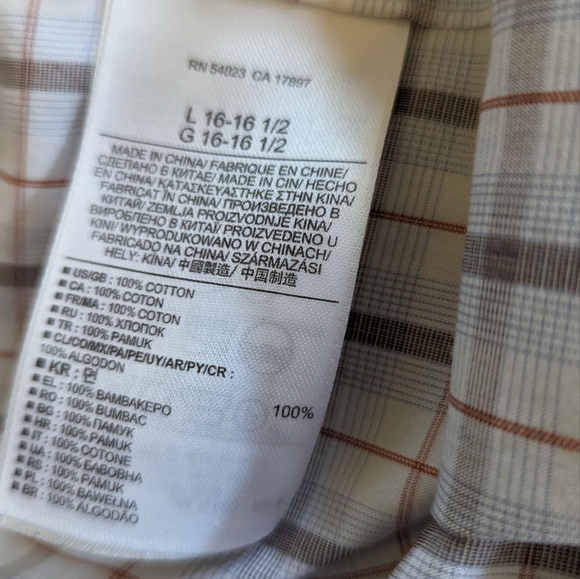 RN 54023 CA 17897
L 16-16 1/2
G 16-16 1/2
MADE IN CHINA/ FABRIQUE EN CHINE/
СДЕЛАНО В КИТАЕ/ MADE IN CIN/ HECHO
EN CHINA/ ΚΑΤΑΣΚΕΥΑΣΤΗΚΕ ΣΤΗΝ ΚΙΝΑ/
FABRICAT ÎN CHINA/ ПРОИЗВЕДЕНО В
КИТАЙ/ ZEMLJA PROIZVODNJE KINA/
ВИРОБЛЕНО В КИТАЇ/ PROIZVEDENO U
KINI/ WYPRODUKOWANO W CHINACH/
FABRICADO NA CHINA/ SZÁRMAZÁSI
HELY: KÍNA/ 中國製造/ 中国制造
■ US/GB : 100% COTTON
■ CA : 100% COTON
■ FR/MA : 100% COTON
■ RU : 100% ХЛОПОК
■ TR : 100% PAMUK
■ CL/CO/MX/PA/PE/UY/AR/PY/CR :
100% ALGODON
■ KR : 면 100%
■ EL : 100% ΒΑΜΒΑΚΕΡΟ
■ RO : 100% BUMBAC
■ BG : 100% ПАМУК
■ HR : 100% PAMUK
■ IT : 100% COTONE
■ UA : 100% БАВОВНА
■ RS : 100% PAMUK
■ PL : 100% BAWEŁNA
■ BR : 100% ALGODÃO